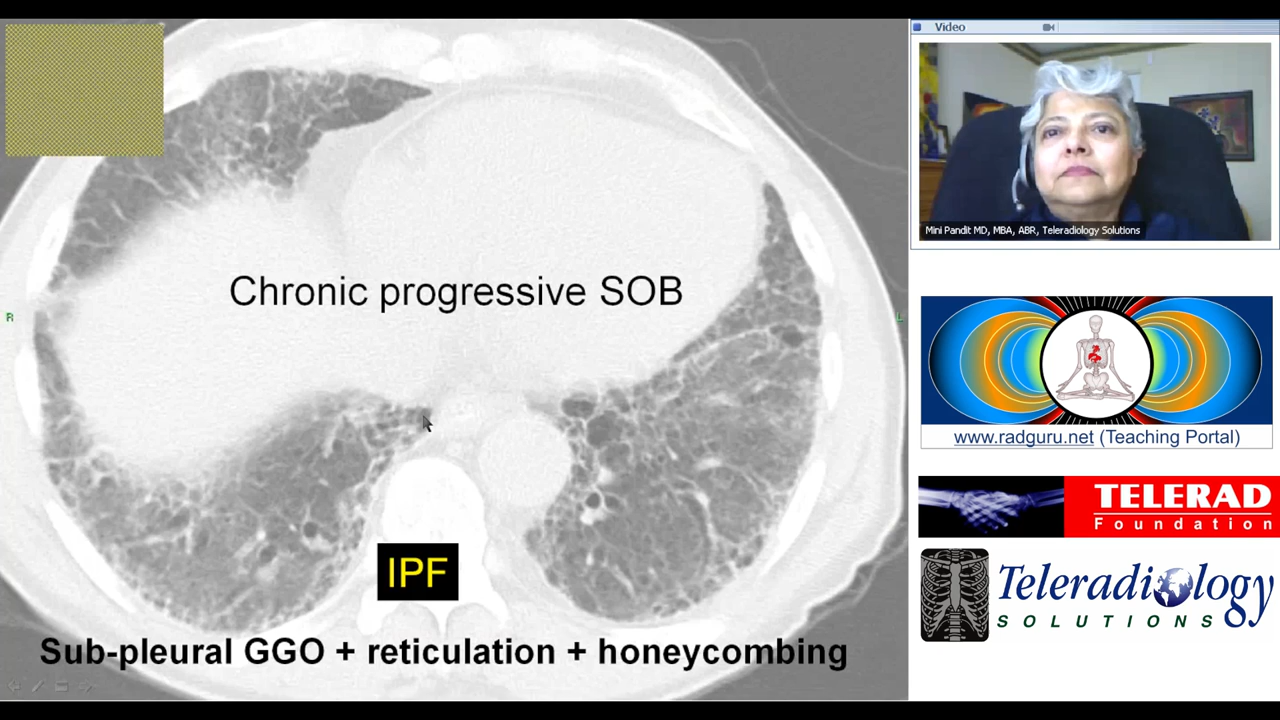 Chronic progressive SOB
R
L
IPF
Sub-pleural GGO + reticulation + honeycombing
Video
Mini Pandit MD, MBA, ABR, Teleradiology Solutions
www.radguru.net (Teaching Portal)
TELERAD
Foundation
Teleradiology
SOLUTIONS